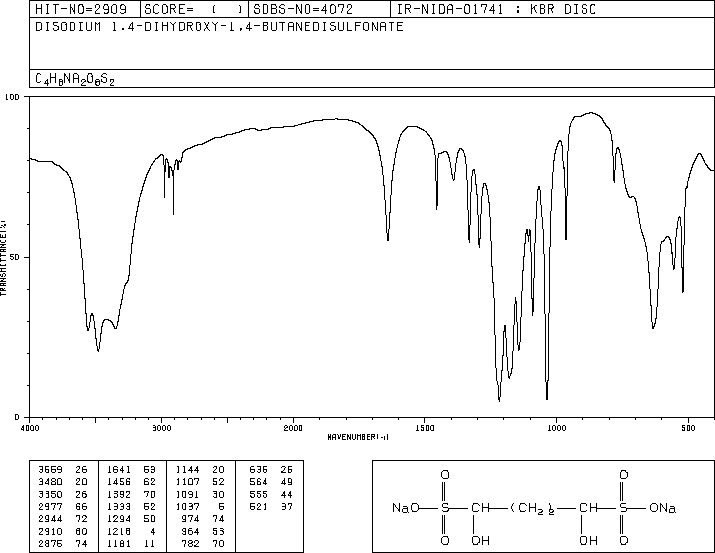 HIT-NO=2909 SCORE= ( ) SDBS-NO=4072 IR-NIDA-01741 : KBR DISC
DISODIUM 1,4-DIHYDROXY-1,4-BUTANEDISULFONATE
C4H8NA2O8S2
100
50
0
TRANSMITTANCE(%)
4000 3000 2000 1500 1000 500
WAVENUMBER(-1)
3559 26 1641 53 1144 20 636 26
3480 20 1456 62 1107 52 564 49
3350 26 1392 70 1091 30 555 44
2977 66 1333 52 1037 5 521 37
2944 72 1294 50 974 74
2910 60 1218 4 964 53
2875 74 1181 11 782 70
O O
NaO-S-CH-(CH2)2-CH-S-ONa
O OH OH O